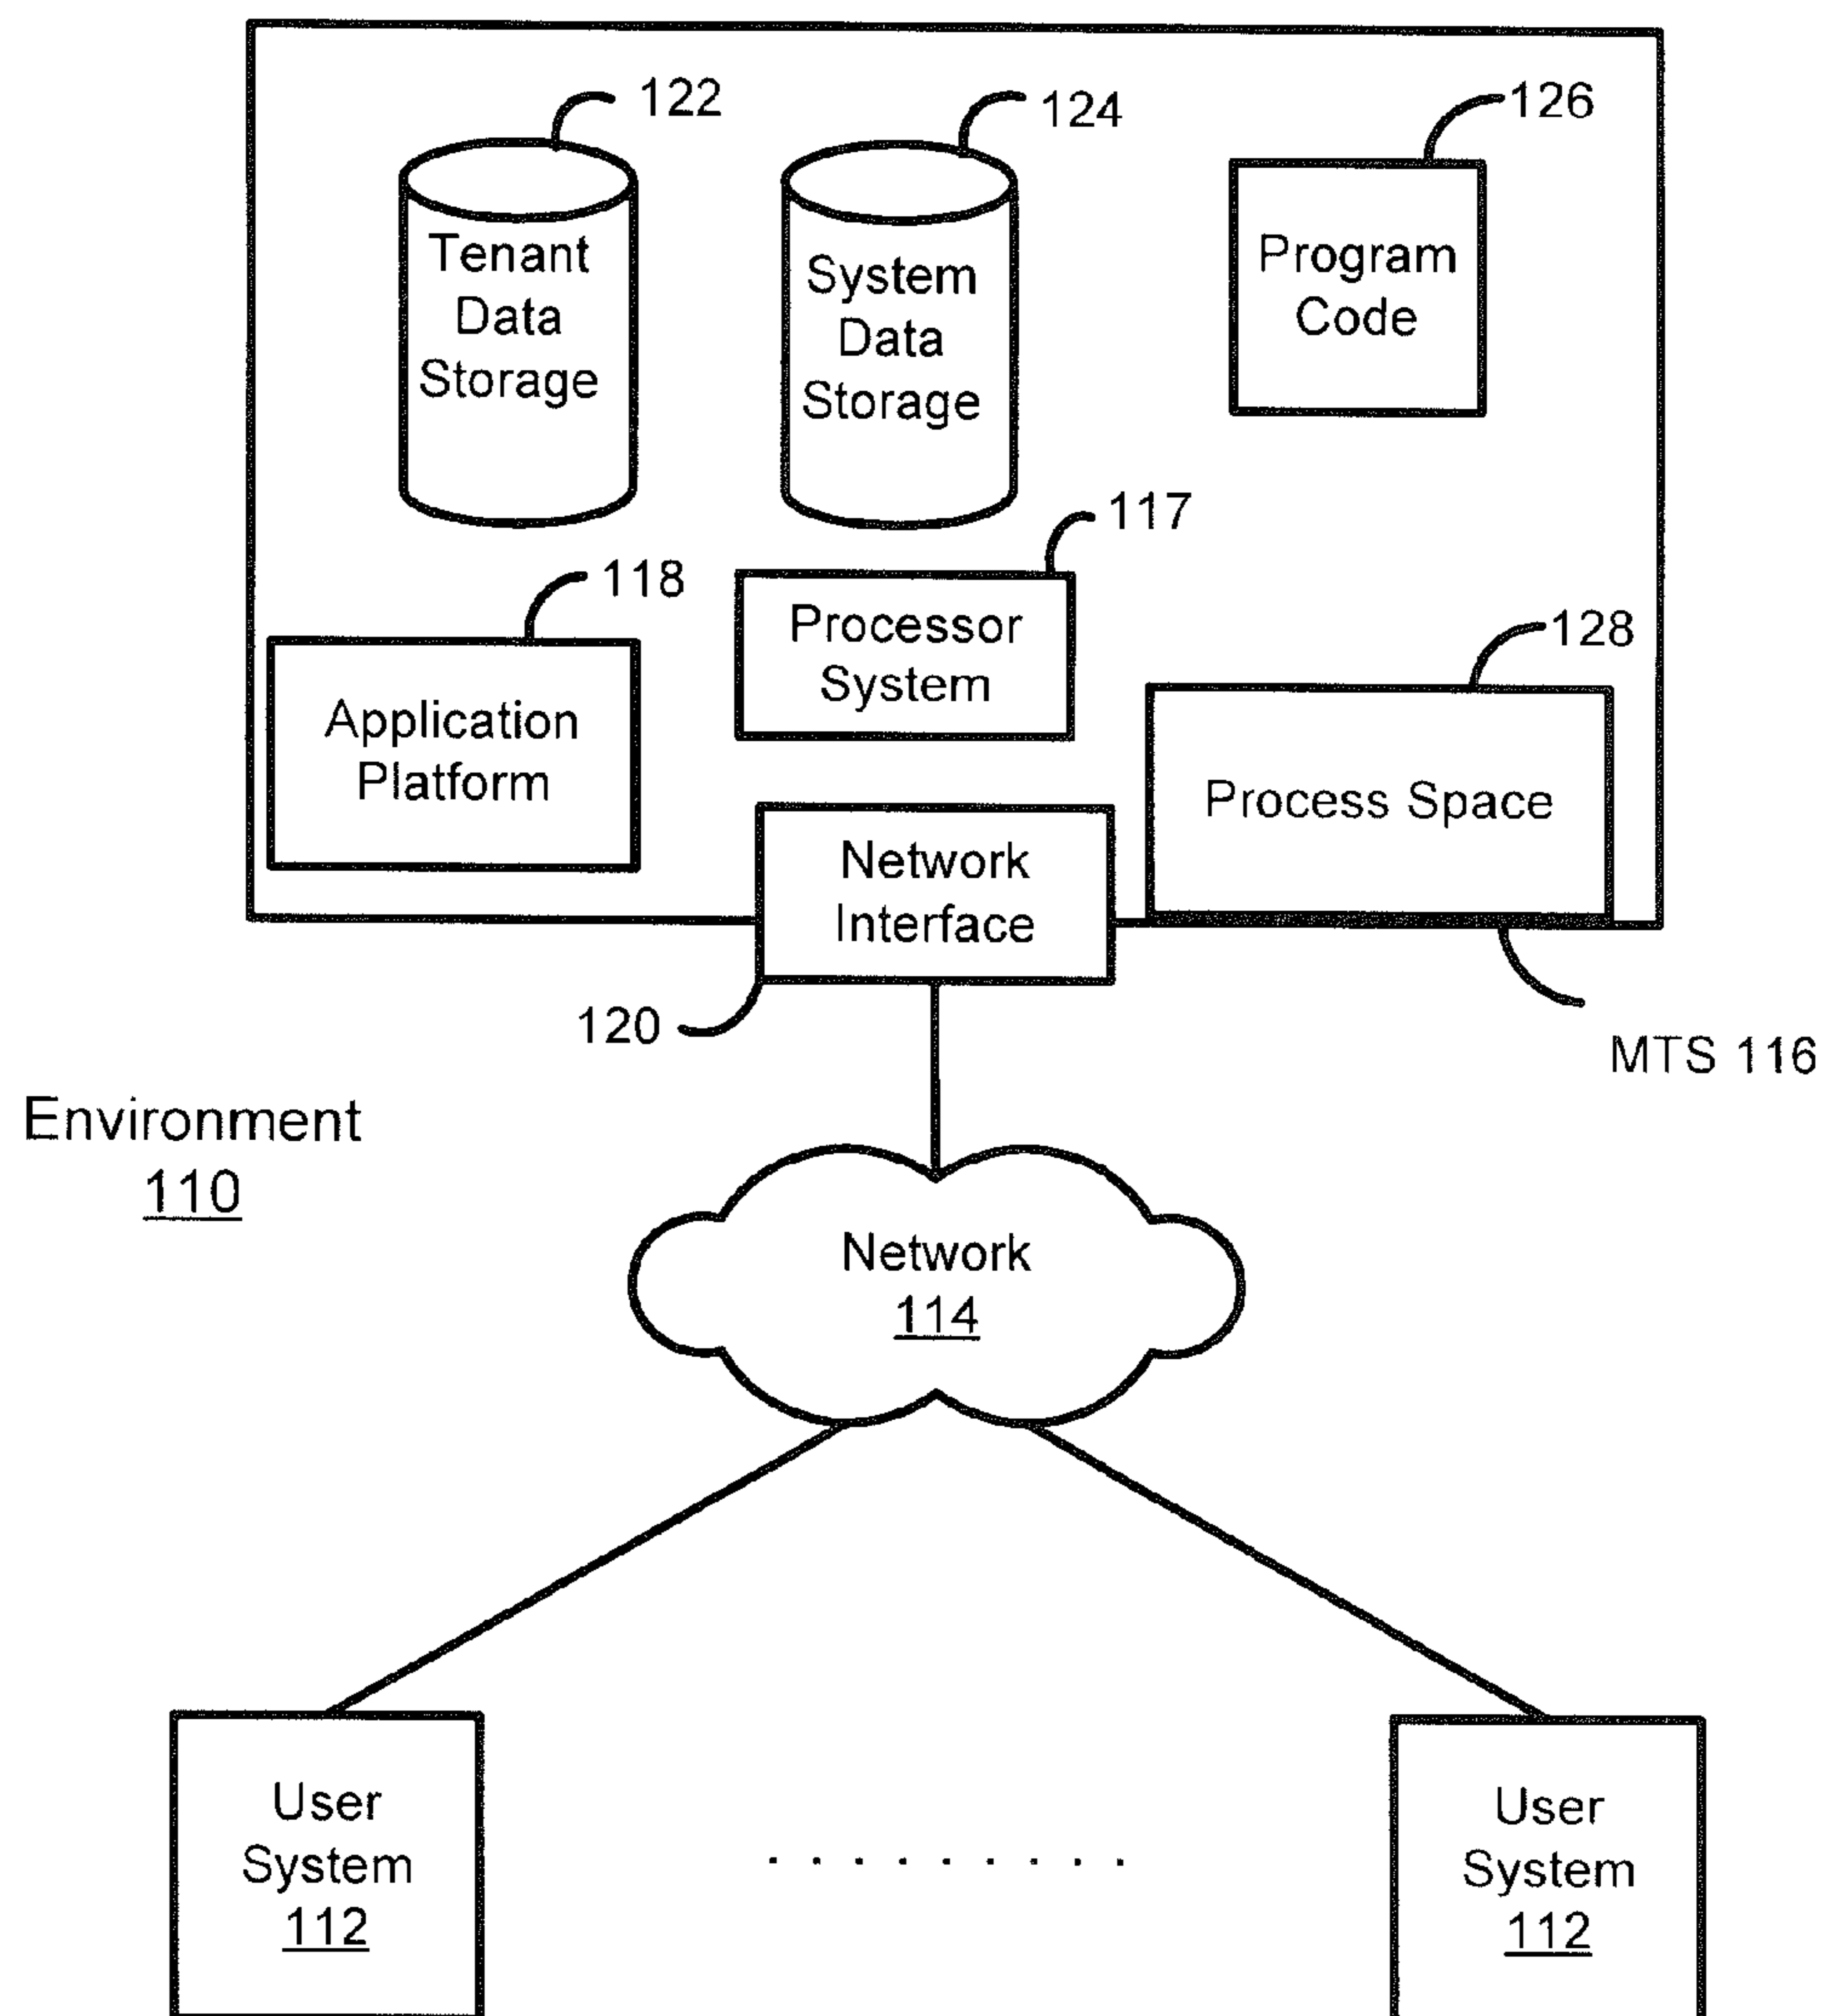 122
124
126
Tenant
Data
Storage
System
Data
Storage
Program
Code
117
118
Processor
System
128
Application
Platform
Process Space
Network
Interface
120
MTS 116
Environment
110
Network
114
User
System
112
. . . . . . . . .
User
System
112